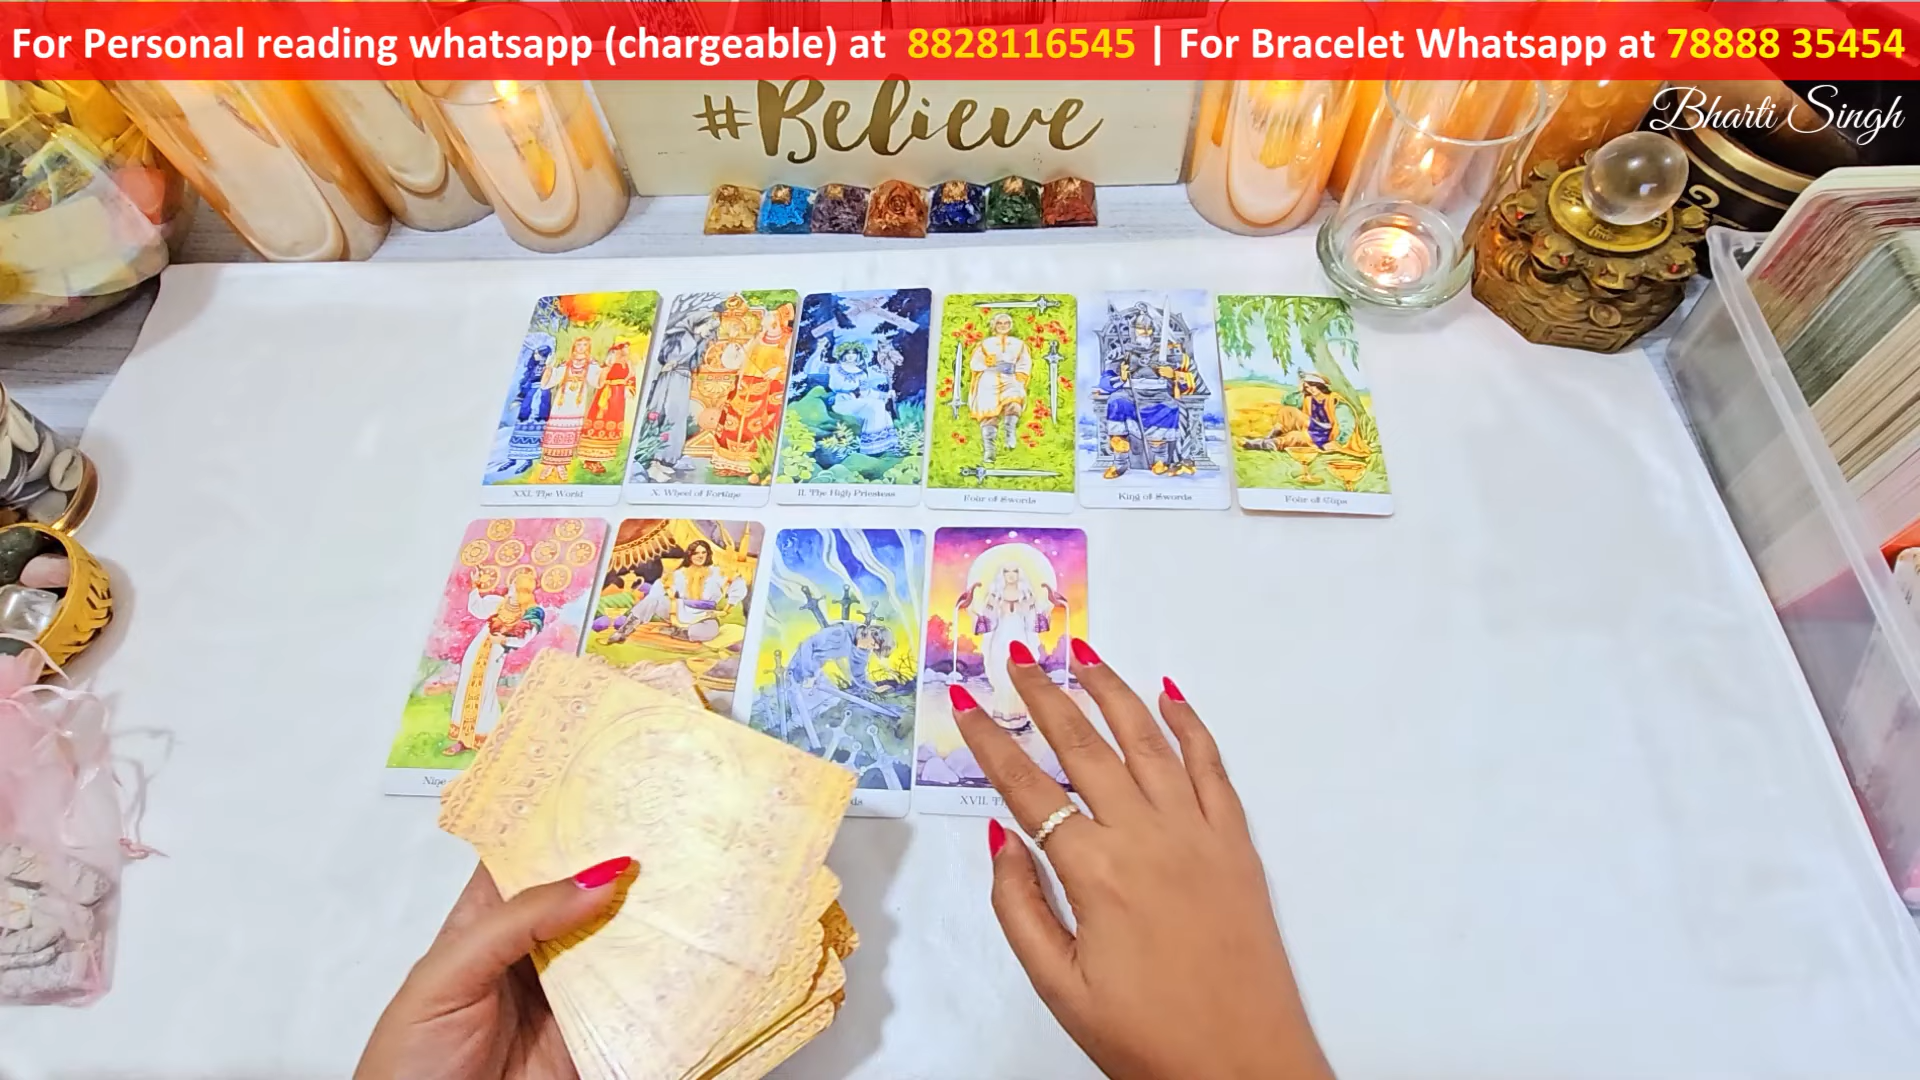 For Personal reading whatsapp (chargeable) at 8828116545 | For Bracelet Whatsapp at 78888 35454
Bharti Singh
#Believe
XXI. The World
X. Wheel of Fortune
II. The High Priestess
Four of Swords
King of Swords
Four of Cups
Nine
XVII.